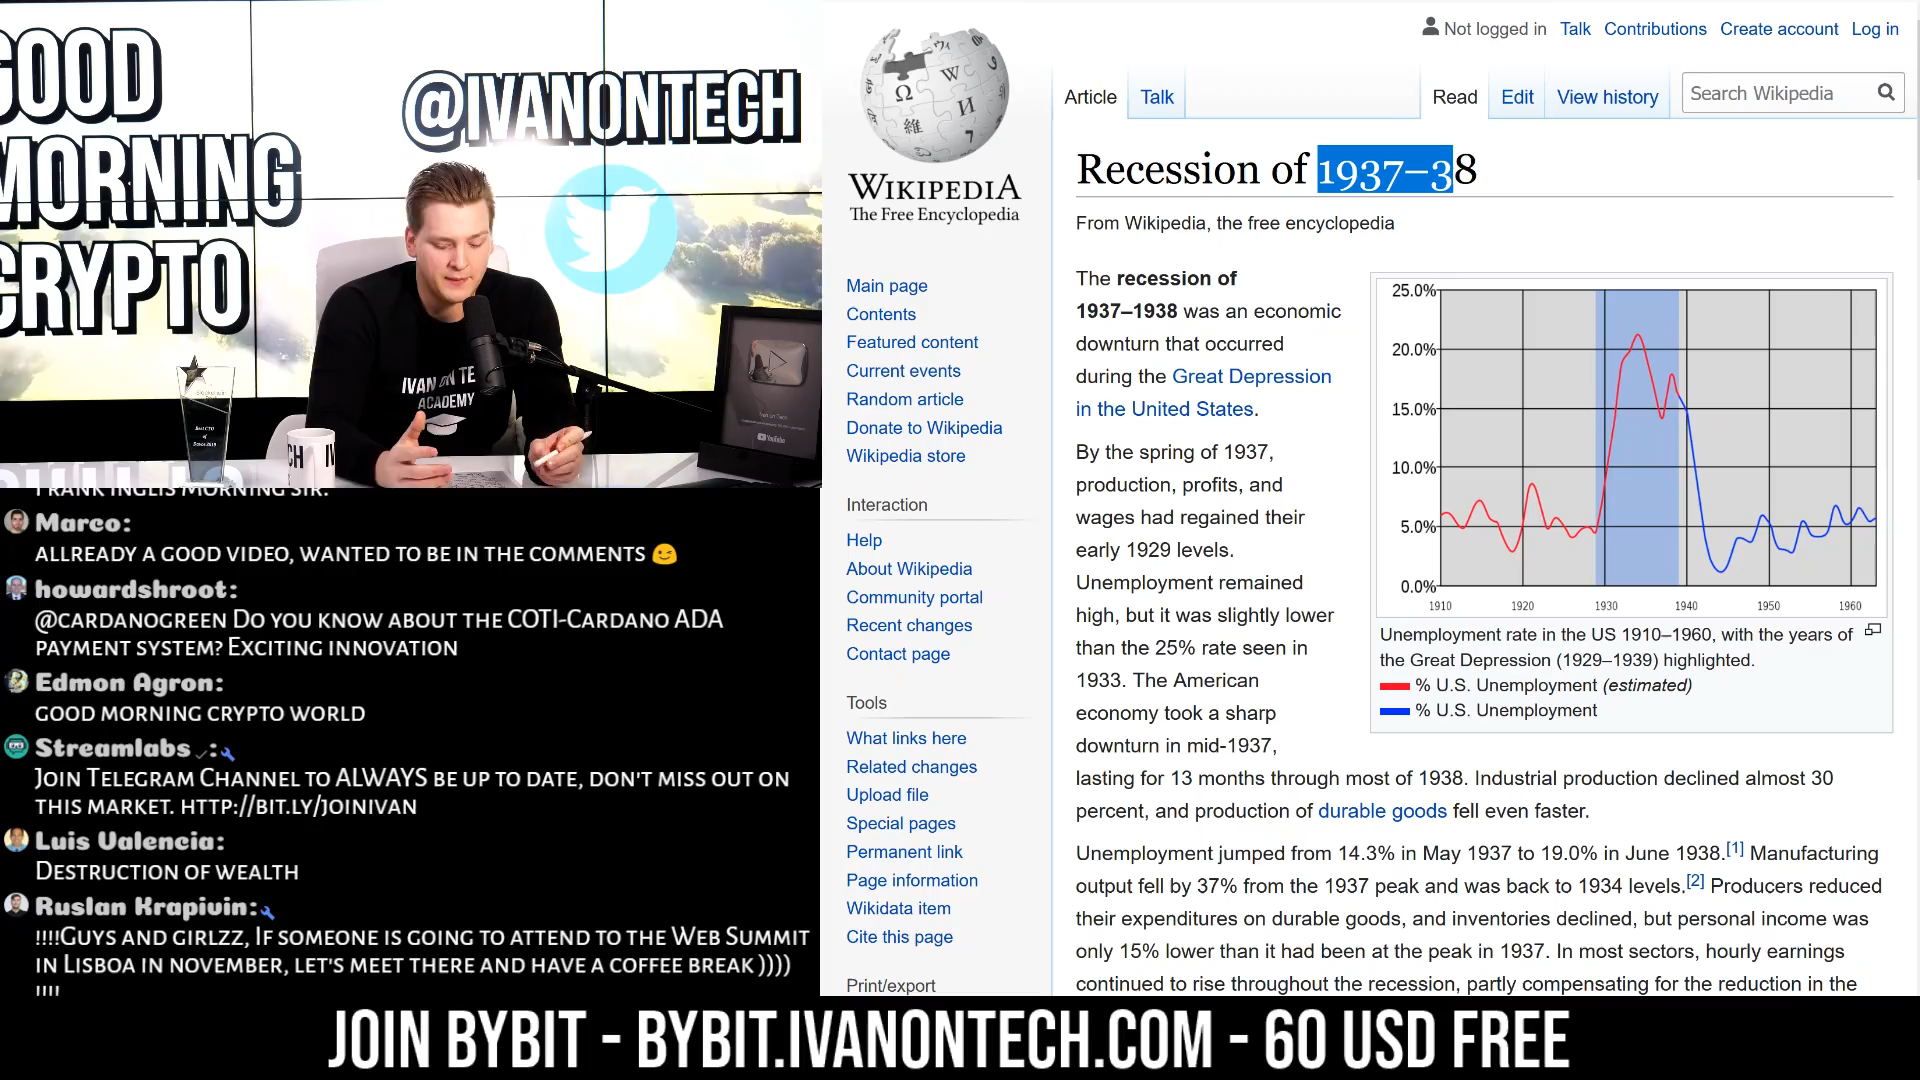 GOOD
MORNING
CRYPTO
@IVANONTECH
IVAN ON TE
ACADEMY
Best CTO
of
CH IV
YouTube
FRANK INGLIS MORNING SIR.
Marco:
ALLREADY A GOOD VIDEO, WANTED TO BE IN THE COMMENTS 😉
howardshroot:
@CARDANOGREEN DO YOU KNOW ABOUT THE COTI-CARDANO ADA
PAYMENT SYSTEM? EXCITING INNOVATION
Edmon Agron:
GOOD MORNING CRYPTO WORLD
Streamlabs
JOIN TELEGRAM CHANNEL TO ALWAYS BE UP TO DATE, DON'T MISS OUT ON
THIS MARKET. HTTP://BIT.LY/JOINIVAN
Luis Valencia:
DESTRUCTION OF WEALTH
Ruslan Krapivin:
!!!!GUYS AND GIRLZZ, IF SOMEONE IS GOING TO ATTEND TO THE WEB SUMMIT
IN LISBOA IN NOVEMBER, LET'S MEET THERE AND HAVE A COFFEE BREAK ))))
!!!!
WIKIPEDIA
The Free Encyclopedia
Main page
Contents
Featured content
Current events
Random article
Donate to Wikipedia
Wikipedia store
Interaction
Help
About Wikipedia
Community portal
Recent changes
Contact page
Tools
What links here
Related changes
Upload file
Special pages
Permanent link
Page information
Wikidata item
Cite this page
Print/export
Not logged in Talk Contributions Create account Log in
Article Talk Read Edit View history Search Wikipedia
Recession of 1937–38
From Wikipedia, the free encyclopedia
The recession of
1937–1938 was an economic
downturn that occurred
during the Great Depression
in the United States.
By the spring of 1937,
production, profits, and
wages had regained their
early 1929 levels.
Unemployment remained
high, but it was slightly lower
than the 25% rate seen in
1933. The American
economy took a sharp
downturn in mid-1937,
lasting for 13 months through most of 1938. Industrial production declined almost 30
percent, and production of durable goods fell even faster.
25.0%
20.0%
15.0%
10.0%
5.0%
0.0%
1910 1920 1930 1940 1950 1960
Unemployment rate in the US 1910–1960, with the years of
the Great Depression (1929–1939) highlighted.
% U.S. Unemployment (estimated)
% U.S. Unemployment
Unemployment jumped from 14.3% in May 1937 to 19.0% in June 1938.[1] Manufacturing
output fell by 37% from the 1937 peak and was back to 1934 levels.[2] Producers reduced
their expenditures on durable goods, and inventories declined, but personal income was
only 15% lower than it had been at the peak in 1937. In most sectors, hourly earnings
continued to rise throughout the recession, partly compensating for the reduction in the
JOIN BYBIT - BYBIT.IVANONTECH.COM - 60 USD FREE